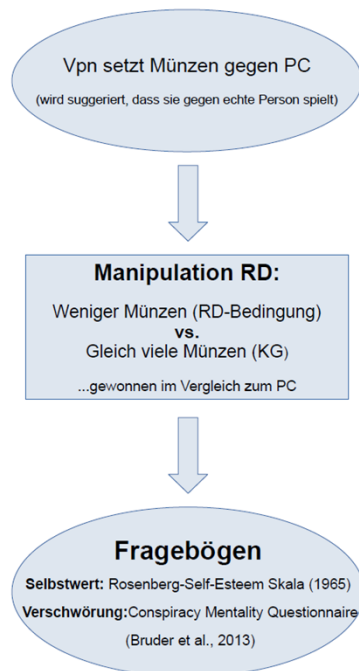 Vpn setzt Münzen gegen PC
(wird suggeriert, dass sie gegen echte Person spielt)
Manipulation RD:
Weniger Münzen (RD-Bedingung)
vs.
Gleich viele Münzen (KG)
...gewonnen im Vergleich zum PC
Fragebögen
Selbstwert: Rosenberg-Self-Esteem Skala (1965)
Verschwörung:Conspiracy Mentality Questionnaire
(Bruder et al., 2013)